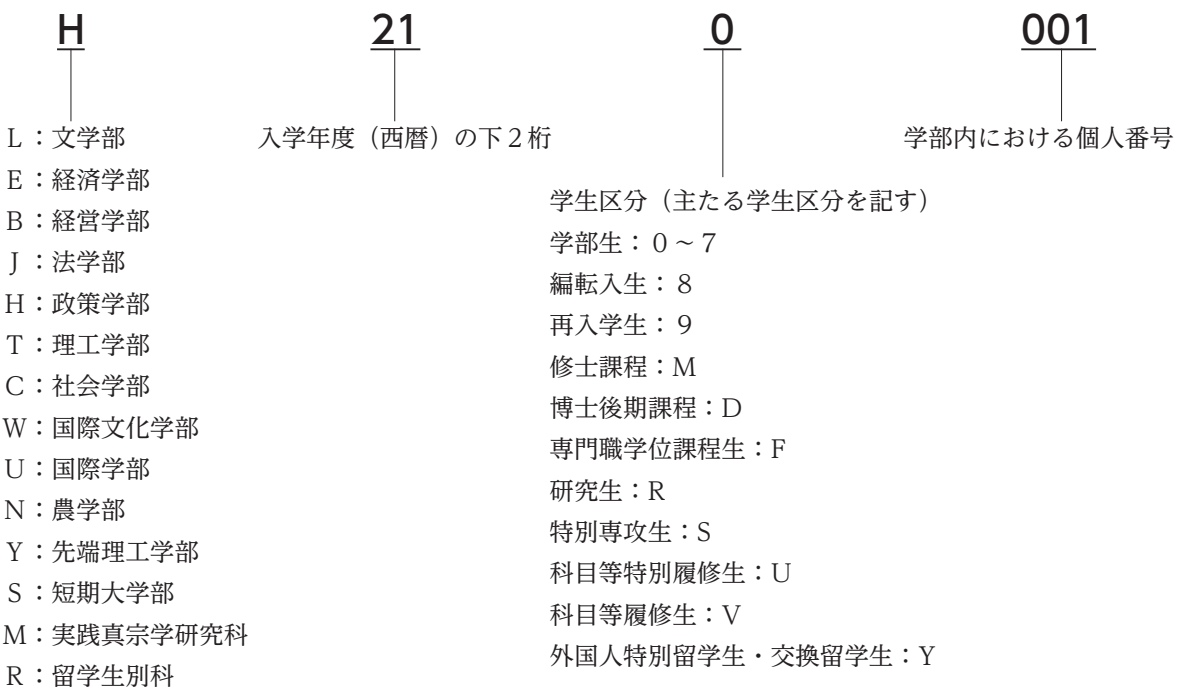 H 21 0 001
L：文学部
E：経済学部
B：経営学部
J：法学部
H：政策学部
T：理工学部
C：社会学部
W：国際文化学部
U：国際学部
N：農学部
Y：先端理工学部
S：短期大学部
M：実践真宗学研究科
R：留学生別科
入学年度（西暦）の下２桁
学生区分（主たる学生区分を記す）
学部生：０～７
編転入生：８
再入学生：９
修士課程：M
博士後期課程：D
専門職学位課程生：F
研究生：R
特別専攻生：S
科目等特別履修生：U
科目等履修生：V
外国人特別留学生・交換留学生：Y
学部内における個人番号